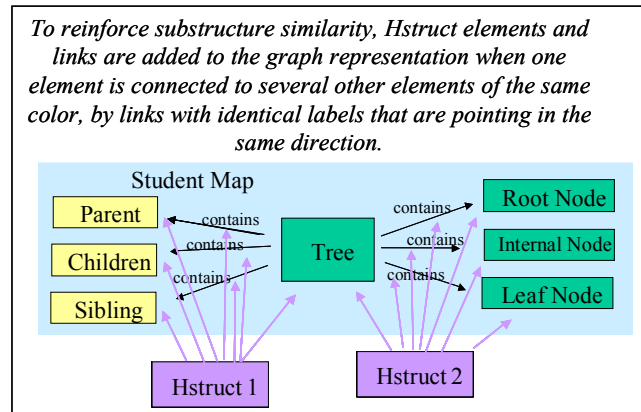 To reinforce substructure similarity, Hstruct elements and
links are added to the graph representation when one
element is connected to several other elements of the same
color, by links with identical labels that are pointing in the
same direction.
Student Map
Parent
Children
Sibling
contains
contains
contains
Tree
contains
contains
contains
Root Node
Internal Node
Leaf Node
Hstruct 1
Hstruct 2